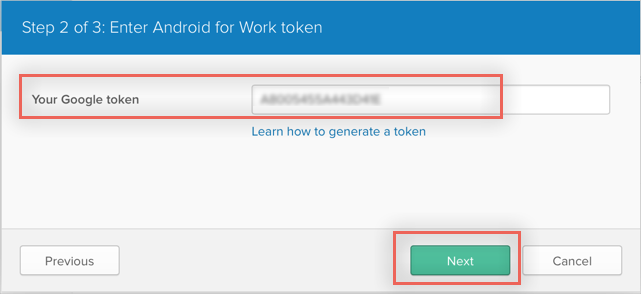 Step 2 of 3: Enter Android for Work token
Your Google token
Learn how to generate a token
Previous
Next
Cancel